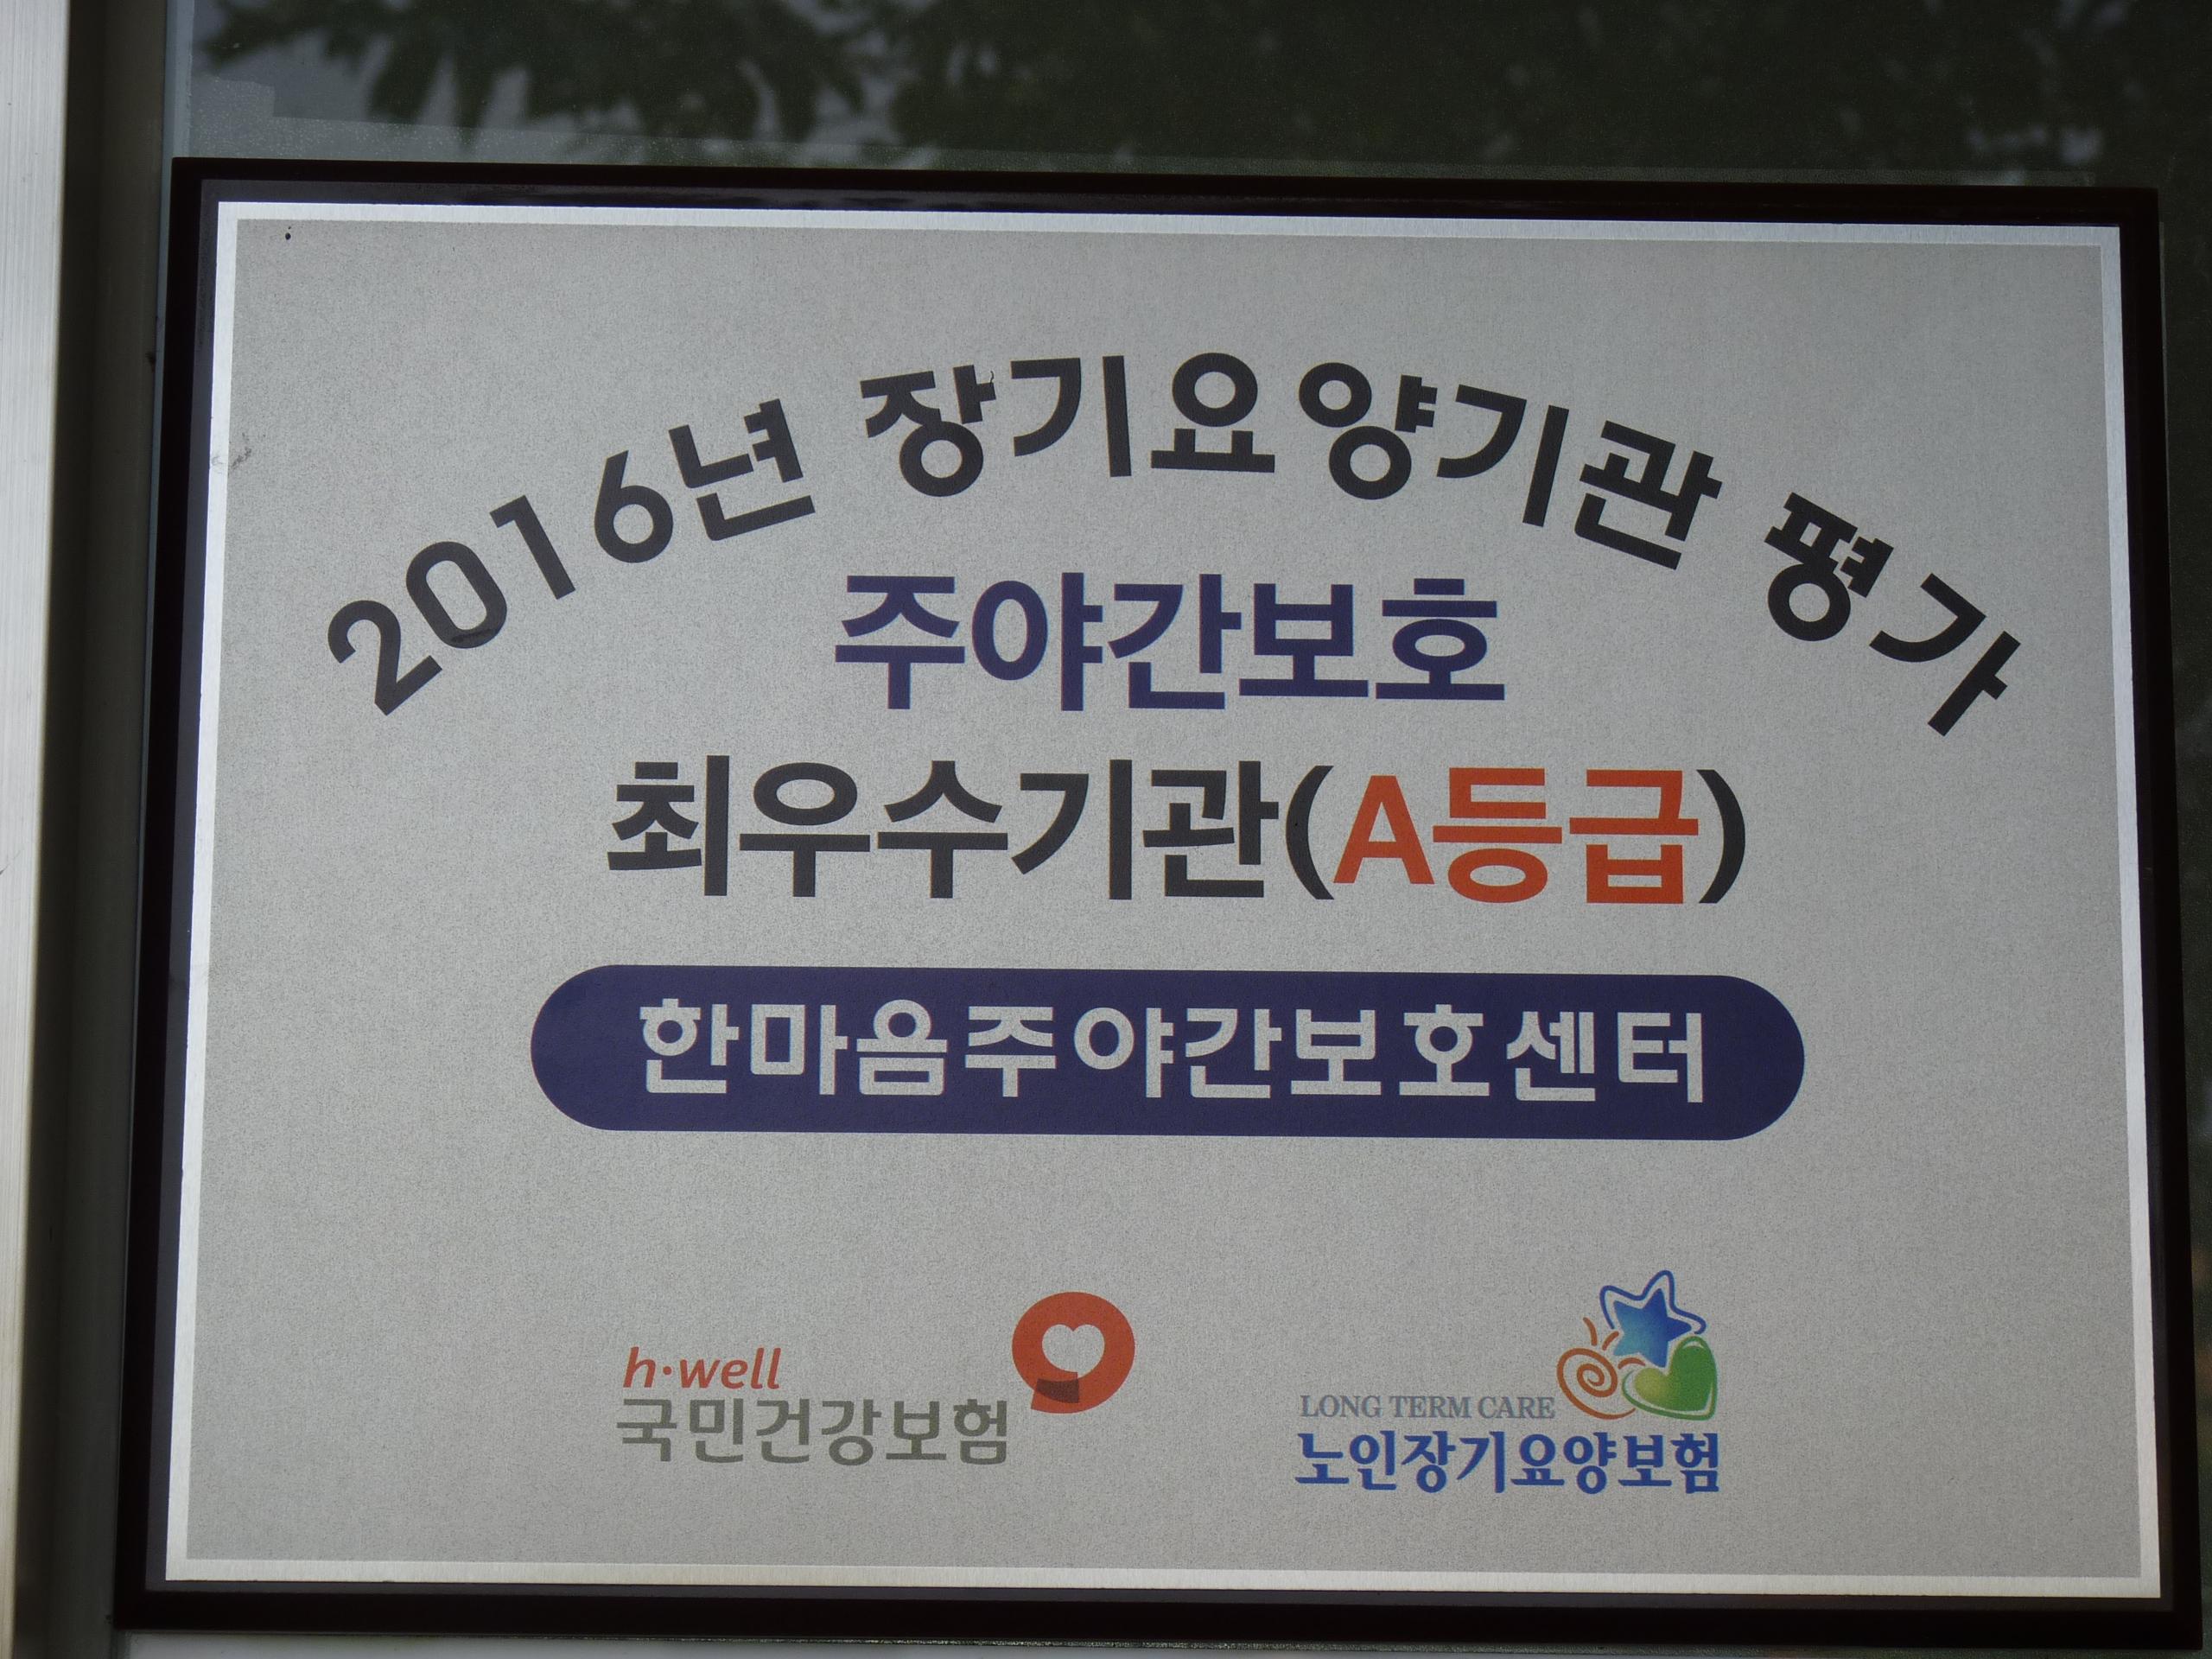 2016년 장기요양기관 평가
주야간보호
최우수기관(A등급)
한마음주야간보호센터
h·well
국민건강보험
LONG TERM CARE
노인장기요양보험